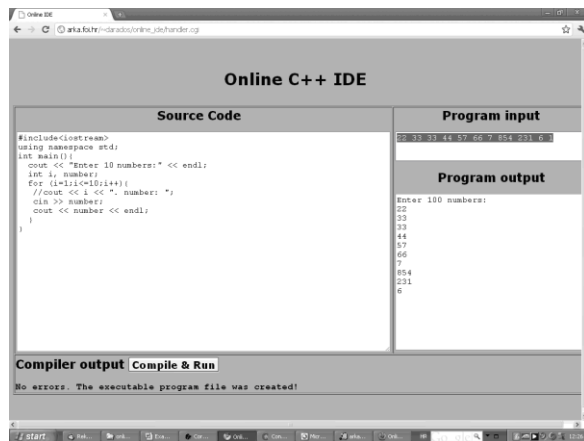 Online IDE
arka.foi.hr/~darados/online_ide/handler.cgi
Online C++ IDE
Source Code
#include<iostream>
using namespace std;
int main(){
cout << "Enter 10 numbers:" << endl;
int i, number;
for (i=1;i<=10;i++){
//cout << i << ". number: ";
cin >> number;
cout << number << endl;
}
}
Program input
22 33 33 44 57 66 7 854 231 6 3
Program output
Enter 100 numbers:
22
33
33
44
57
66
7
854
231
6
Compiler output Compile & Run
No errors. The executable program file was created!
start